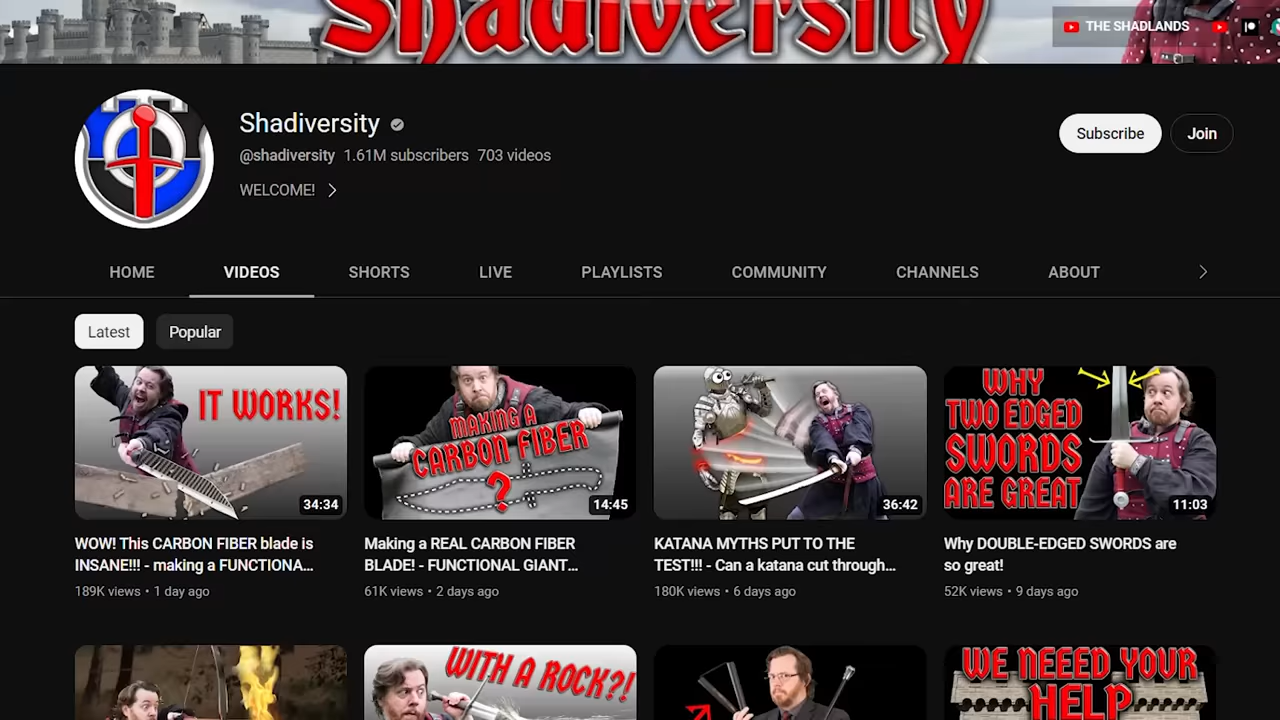 Shadiversity
THE SHADLANDS
Shadiversity
@shadiversity 1.61M subscribers 703 videos
WELCOME!
Subscribe
Join
HOME
VIDEOS
SHORTS
LIVE
PLAYLISTS
COMMUNITY
CHANNELS
ABOUT
Latest
Popular
IT WORKS!
34:34
MAKING A
CARBON FIBER
?
14:45
36:42
WHY
TWO EDGED
SWORDS
ARE GREAT
11:03
WOW! This CARBON FIBER blade is
INSANE!!! - making a FUNCTIONA...
189K views • 1 day ago
Making a REAL CARBON FIBER
BLADE! - FUNCTIONAL GIANT...
61K views • 2 days ago
KATANA MYTHS PUT TO THE
TEST!!! - Can a katana cut through...
180K views • 6 days ago
Why DOUBLE-EDGED SWORDS are
so great!
52K views • 9 days ago
WITH A ROCK?!
WE NEEED YOUR
HELP